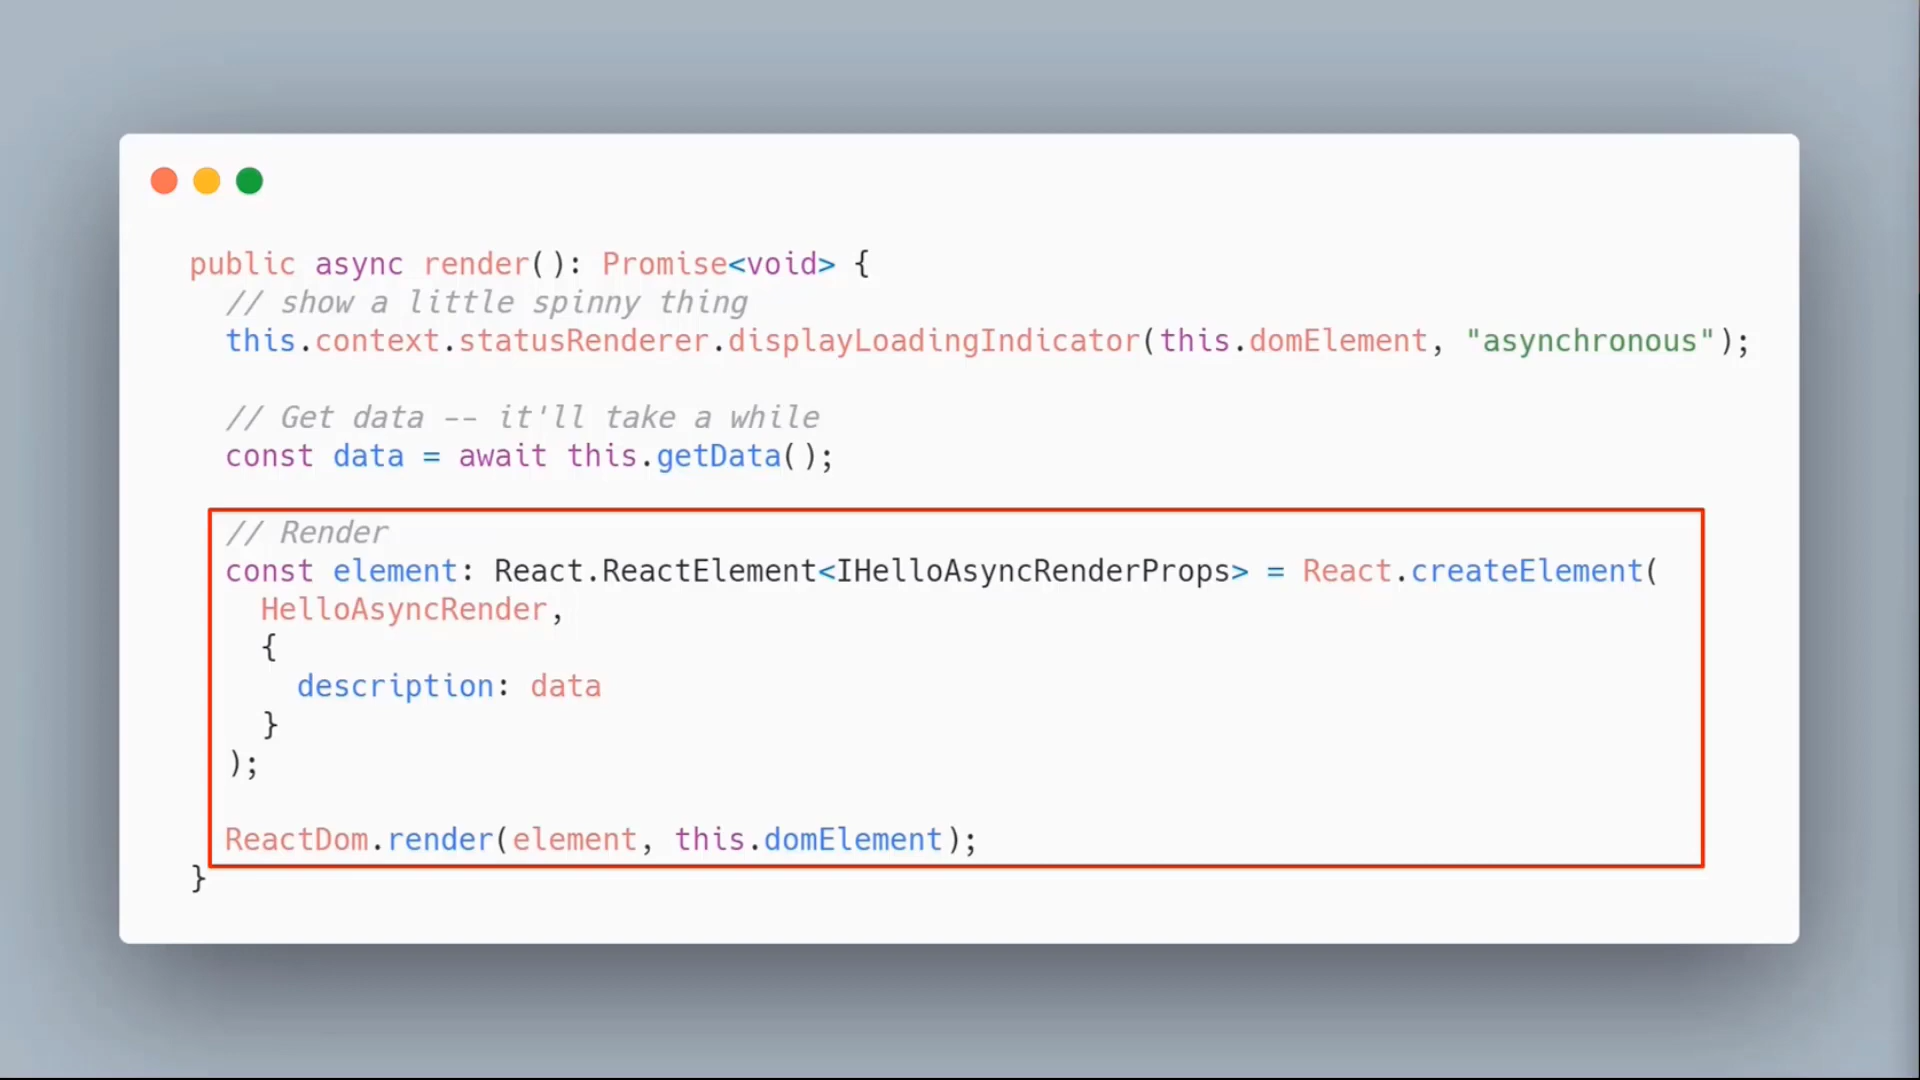 public async render(): Promise<void> {
// show a little spinny thing
this.context.statusRenderer.displayLoadingIndicator(this.domElement, "asynchronous");
// Get data -- it'll take a while
const data = await this.getData();
// Render
const element: React.ReactElement<IHelloAsyncRenderProps> = React.createElement(
HelloAsyncRender,
{
description: data
}
);
ReactDom.render(element, this.domElement);
}